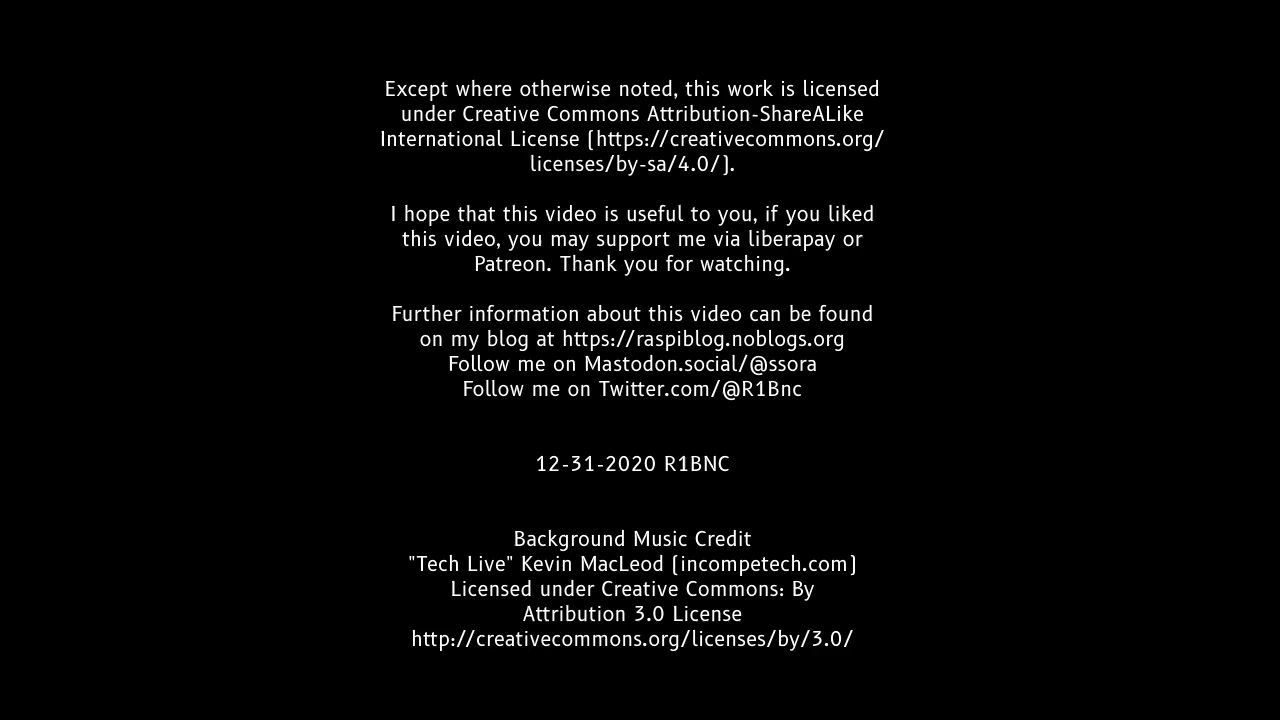 Except where otherwise noted, this work is licensed
under Creative Commons Attribution-ShareALike
International License (https://creativecommons.org/
licenses/by-sa/4.0/).
I hope that this video is useful to you, if you liked
this video, you may support me via liberapay or
Patreon. Thank you for watching.
Further information about this video can be found
on my blog at https://raspiblog.noblogs.org
Follow me on Mastodon.social/@ssora
Follow me on Twitter.com/@R1Bnc
12-31-2020 R1BNC
Background Music Credit
"Tech Live" Kevin MacLeod (incompetech.com)
Licensed under Creative Commons: By
Attribution 3.0 License
http://creativecommons.org/licenses/by/3.0/